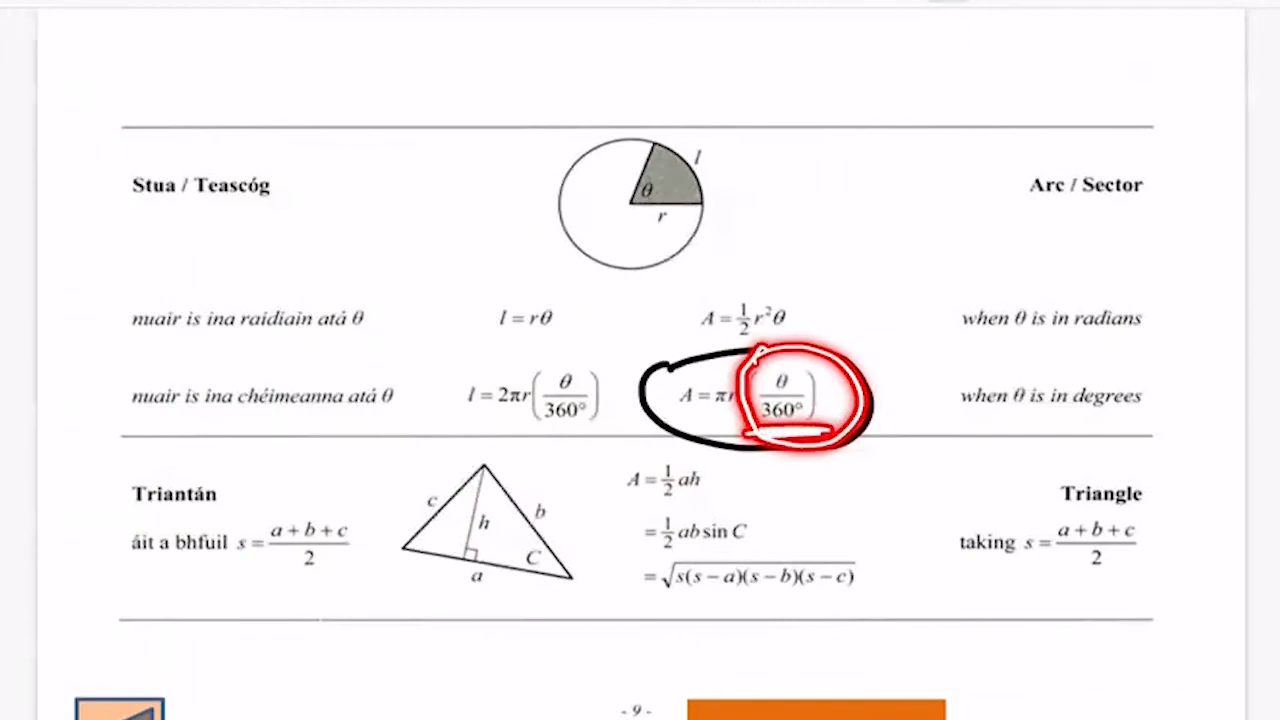 Stua / Teascóg
l
θ
r
Arc / Sector
nuair is ina raidiain atá θ
l = rθ
A = 1/2 r²θ
when θ is in radians
nuair is ina chéimeanna atá θ
l = 2πr(θ/360°)
A = πr(θ/360°)
when θ is in degrees
Triantán
áit a bhfuil s = (a + b + c)/2
c
h
b
C
a
A = 1/2 ah
= 1/2 ab sin C
= √s(s − a)(s − b)(s − c)
Triangle
taking s = (a + b + c)/2
- 9 -